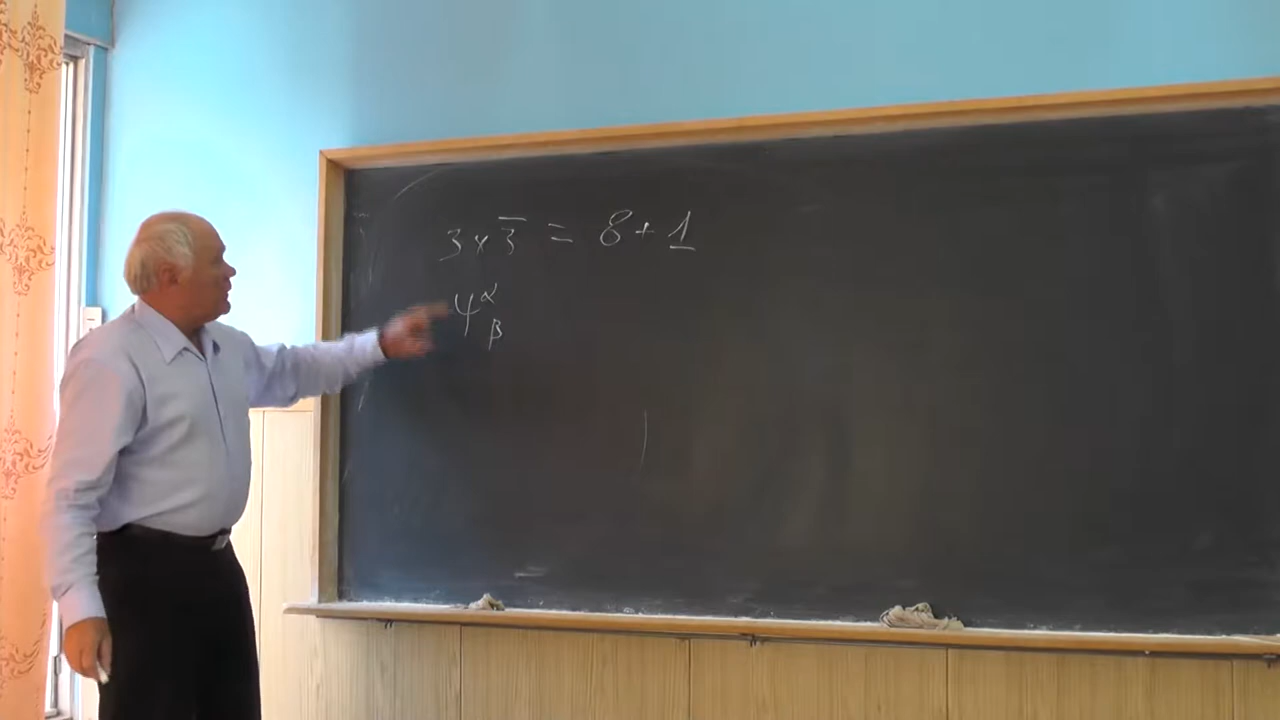 3 × 3̅ = 8 + 1
ψ^α_β